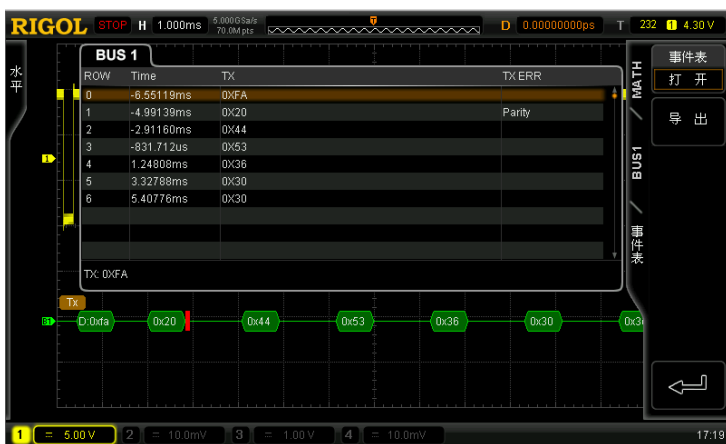 RIGOL STOP H 1.000ms 5.000GSa/s 70.0Mpts D 0.00000000ps T 232 1 4.30 V
水平
BUS 1
ROW Time TX TX ERR
0 -6.55119ms 0XFA
1 -4.99139ms 0X20 Parity
2 -2.91160ms 0X44
3 -831.712us 0X53
4 1.24808ms 0X36
5 3.32788ms 0X30
6 5.40776ms 0X30
TX: 0XFA
MATH
BUS1
事件表
事件表
打 开
导 出
Tx
B1 D:0xfa 0x20 0x44 0x53 0x36 0x30 0x3
1 = 5.00 V 2 = 10.0mV 3 = 1.00 V 4 = 10.0mV 17:19